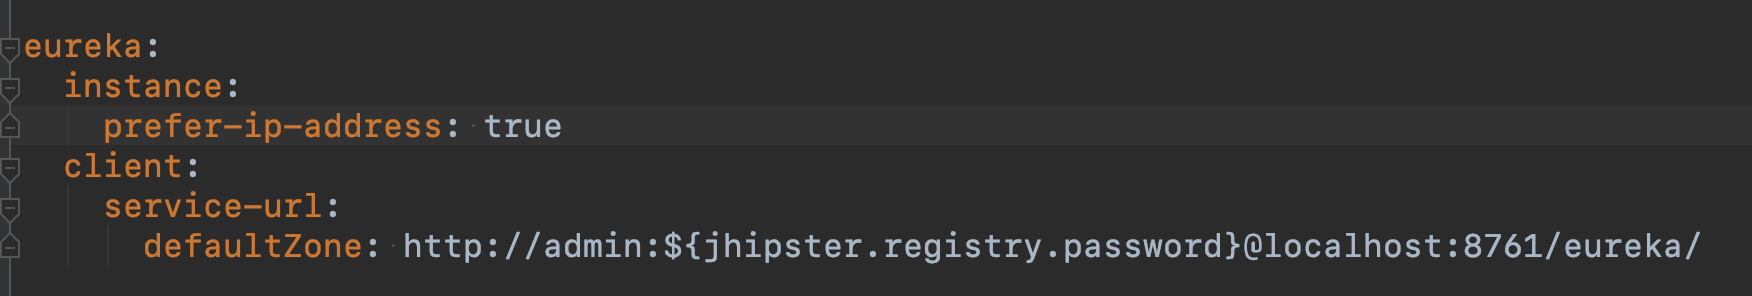 eureka:
  instance:
    prefer-ip-address: true
  client:
    service-url:
      defaultZone: http://admin:${jhipster.registry.password}@localhost:8761/eureka/